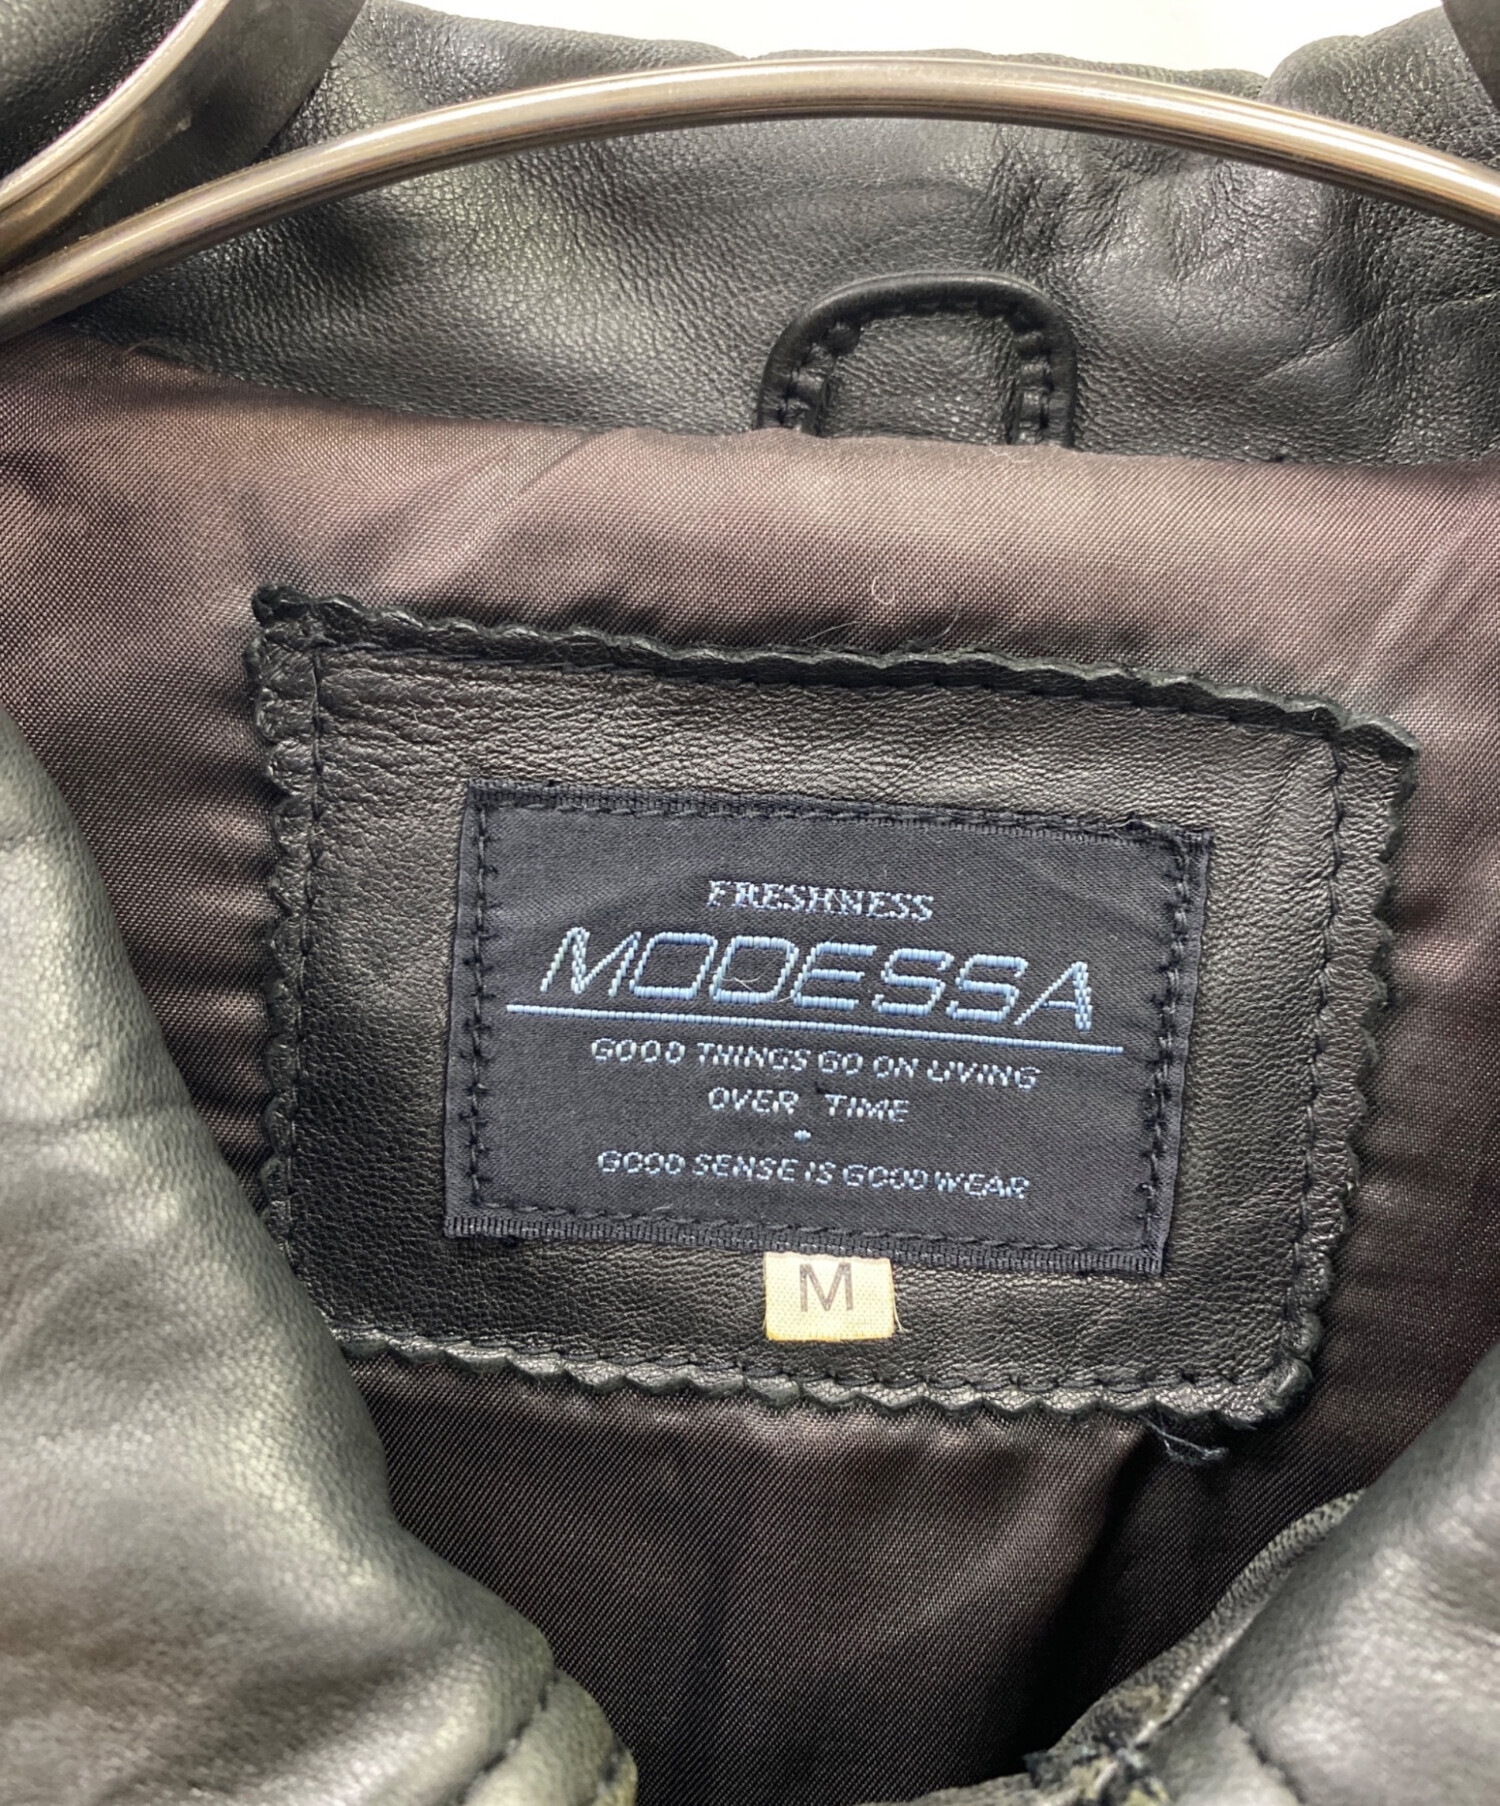 FRESHNESS
MODESSA
GOOD THINGS GO ON LIVING
OVER TIME
GOOD SENSE IS GOOD WEAR
M